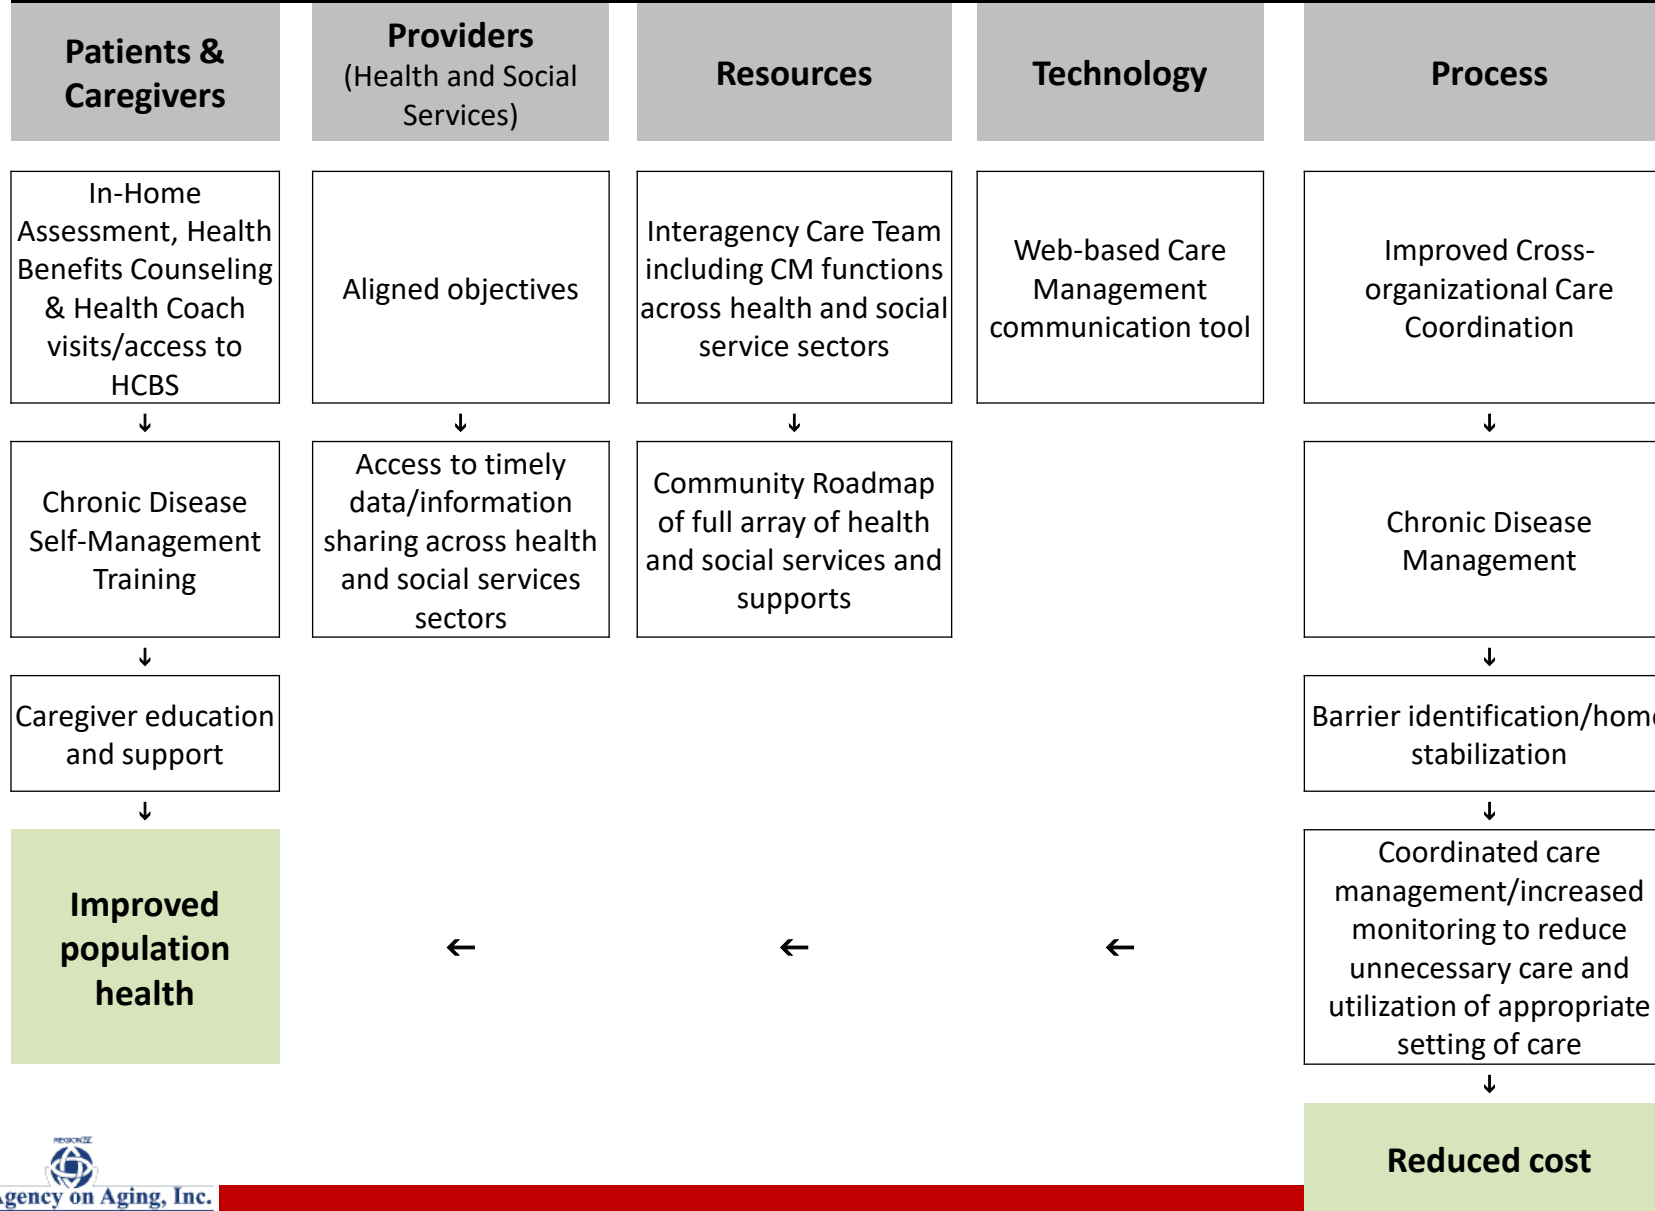 Patients &
Caregivers
Providers
(Health and Social
Services)
Resources
Technology
Process
In-Home
Assessment, Health
Benefits Counseling
& Health Coach
visits/access to
HCBS
Aligned objectives
Interagency Care Team
including CM functions
across health and social
service sectors
Web-based Care
Management
communication tool
Improved Cross-
organizational Care
Coordination
Chronic Disease
Self-Management
Training
Access to timely
data/information
sharing across health
and social services
sectors
Community Roadmap
of full array of health
and social services and
supports
Chronic Disease
Management
Caregiver education
and support
Barrier identification/home
stabilization
Improved
population
health
Coordinated care
management/increased
monitoring to reduce
unnecessary care and
utilization of appropriate
setting of care
Reduced cost
REGION IV
Agency on Aging, Inc.